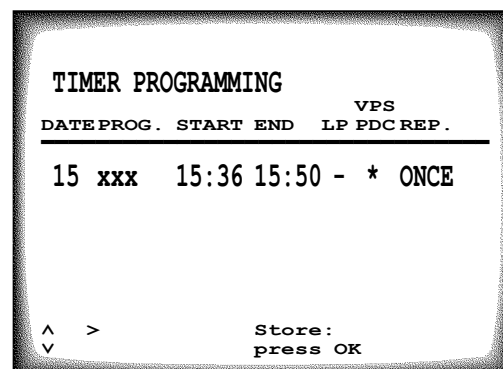 TIMER PROGRAMMING
VPS
DATE PROG. START END LP PDC REP.
15 xxx 15:36 15:50 - * ONCE
^ > Store:
v press OK